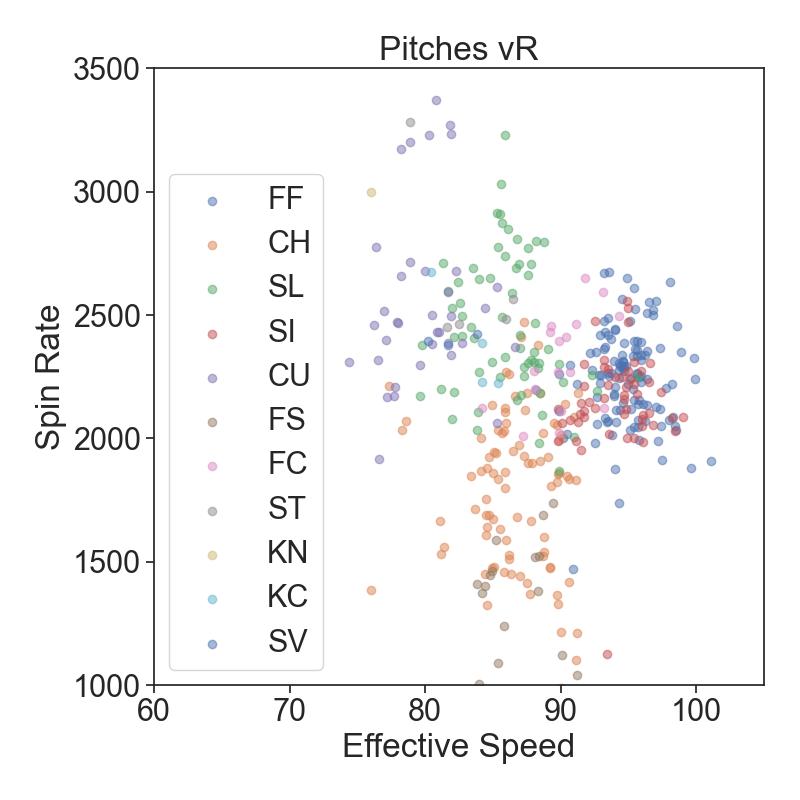 Pitches vR
3500
3000
2500
2000
1500
1000
Spin Rate
FF
CH
SL
SI
CU
FS
FC
ST
KN
KC
SV
60 70 80 90 100
Effective Speed